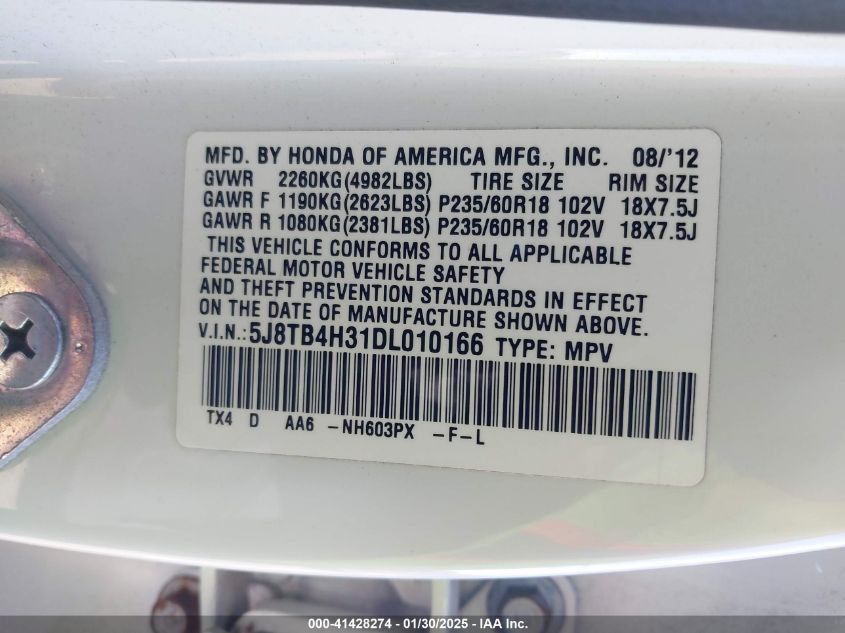 MFD. BY HONDA OF AMERICA MFG., INC. 08/'12
GVWR 2260KG(4982LBS) TIRE SIZE RIM SIZE
GAWR F 1190KG(2623LBS) P235/60R18 102V 18X7.5J
GAWR R 1080KG(2381LBS) P235/60R18 102V 18X7.5J
THIS VEHICLE CONFORMS TO ALL APPLICABLE
FEDERAL MOTOR VEHICLE SAFETY
AND THEFT PREVENTION STANDARDS IN EFFECT
ON THE DATE OF MANUFACTURE SHOWN ABOVE.
V.I.N.: 5J8TB4H31DL010166 TYPE: MPV
TX4 D AA6 -NH603PX -F-L
000-41428274 — 01/30/2025 - IAA Inc.